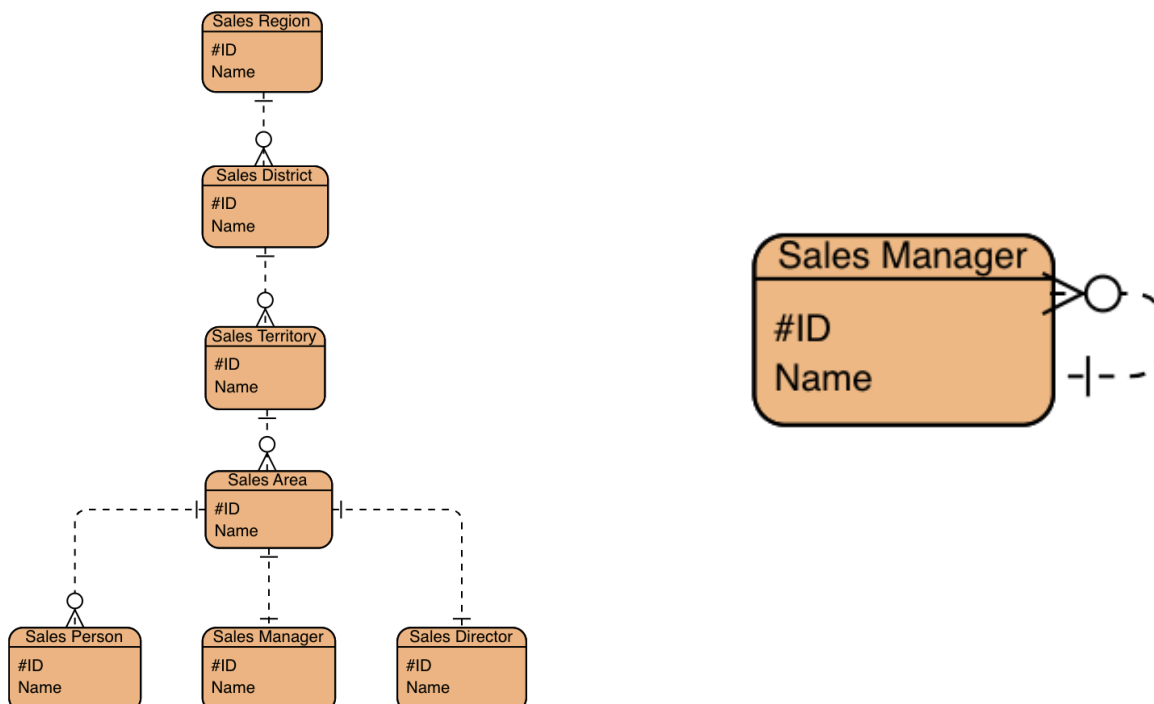 Sales Region
#ID
Name
Sales District
#ID
Name
Sales Territory
#ID
Name
Sales Area
#ID
Name
Sales Person
#ID
Name
Sales Manager
#ID
Name
Sales Director
#ID
Name
Sales Manager
#ID
Name